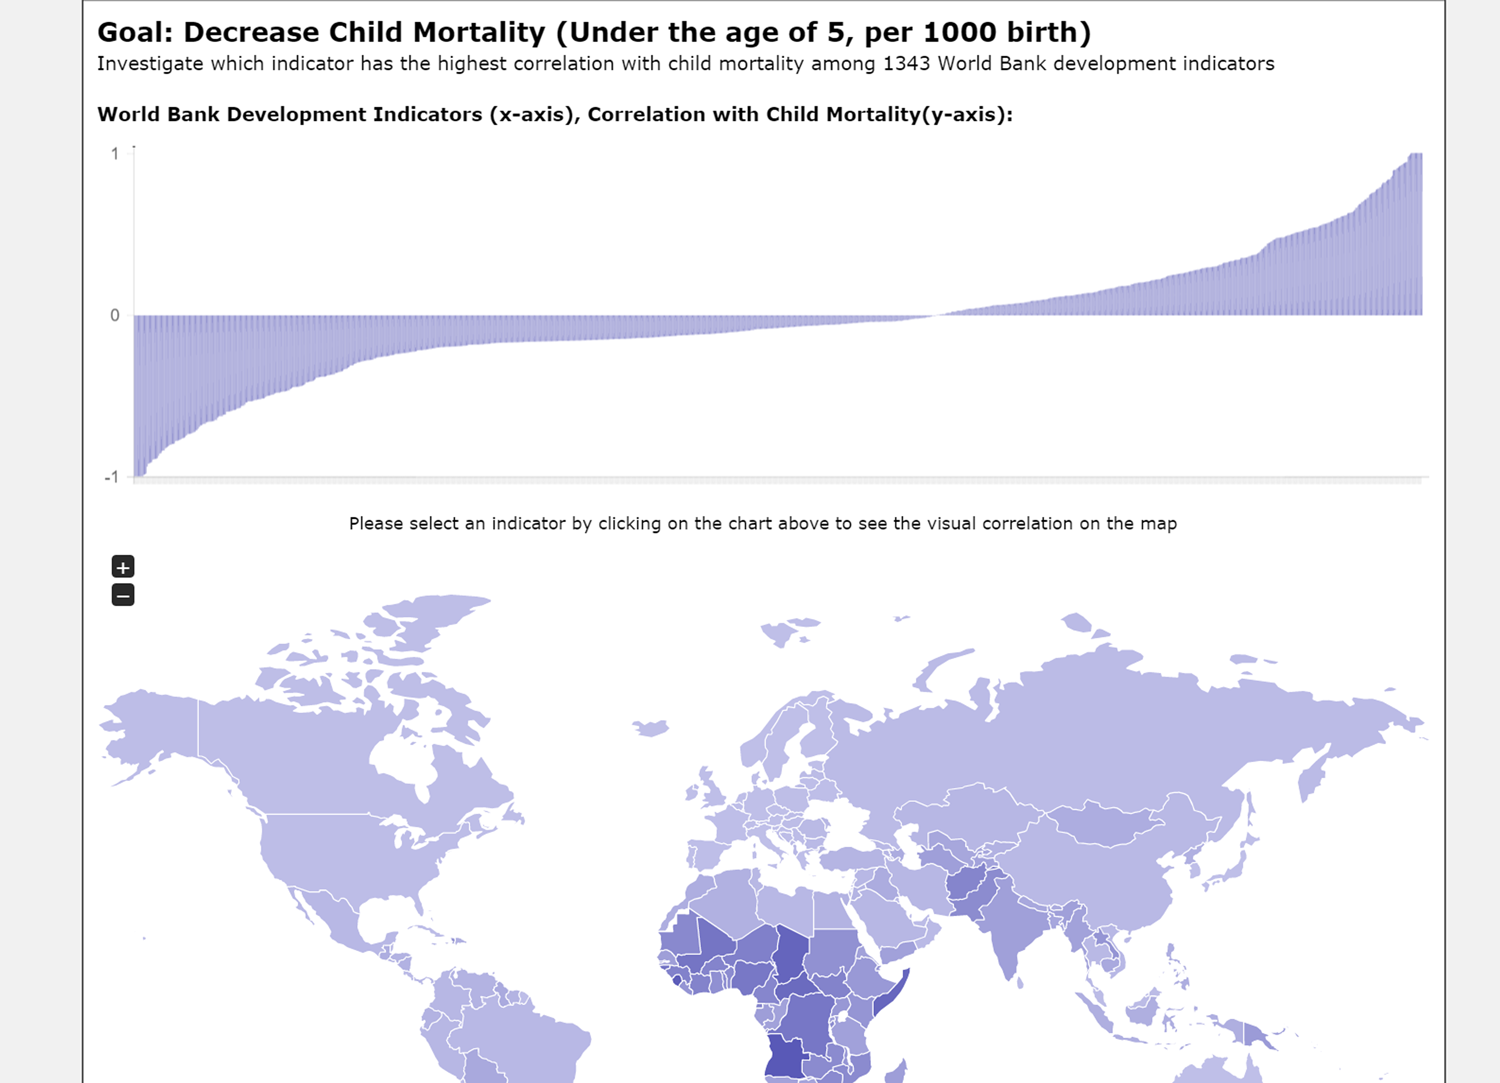 Goal: Decrease Child Mortality (Under the age of 5, per 1000 birth)
Investigate which indicator has the highest correlation with child mortality among 1343 World Bank development indicators
World Bank Development Indicators (x-axis), Correlation with Child Mortality(y-axis):
1
0
-1
Please select an indicator by clicking on the chart above to see the visual correlation on the map
+
−